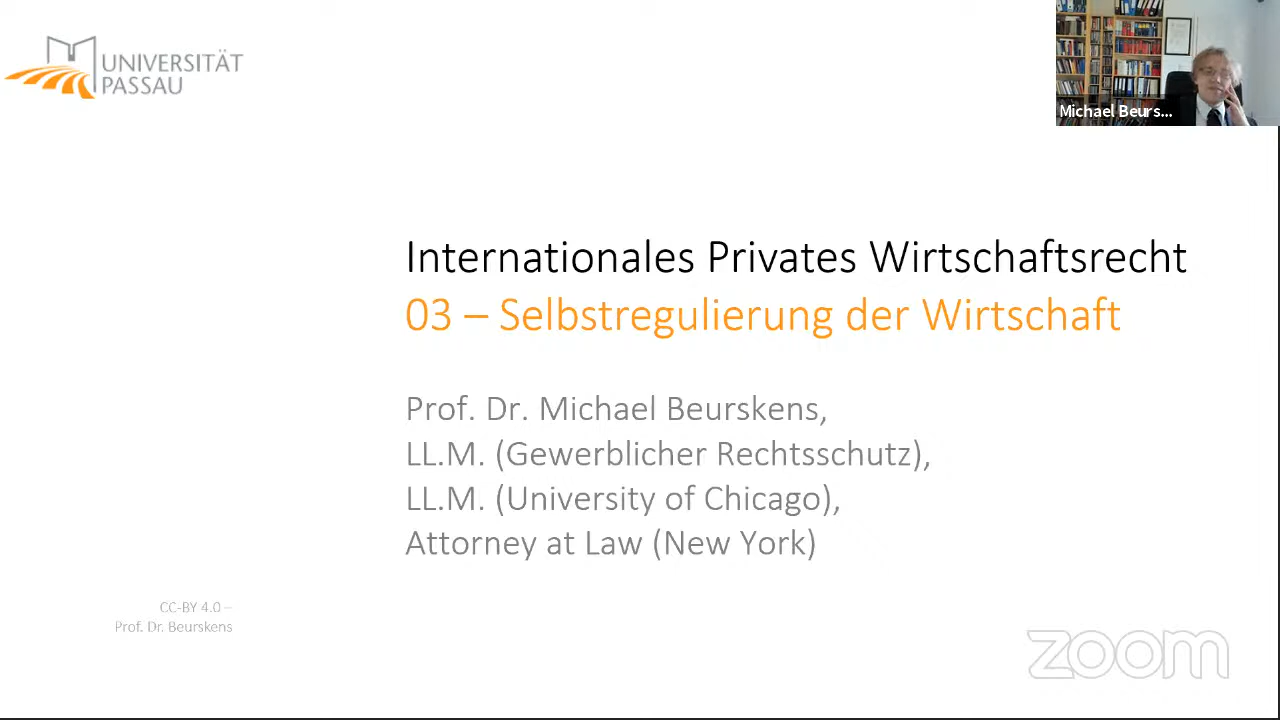 UNIVERSITÄT
PASSAU
Michael Beurs...
Internationales Privates Wirtschaftsrecht
03 – Selbstregulierung der Wirtschaft
Prof. Dr. Michael Beurskens,
LL.M. (Gewerblicher Rechtsschutz),
LL.M. (University of Chicago),
Attorney at Law (New York)
CC-BY 4.0 –
Prof. Dr. Beurskens
zoom